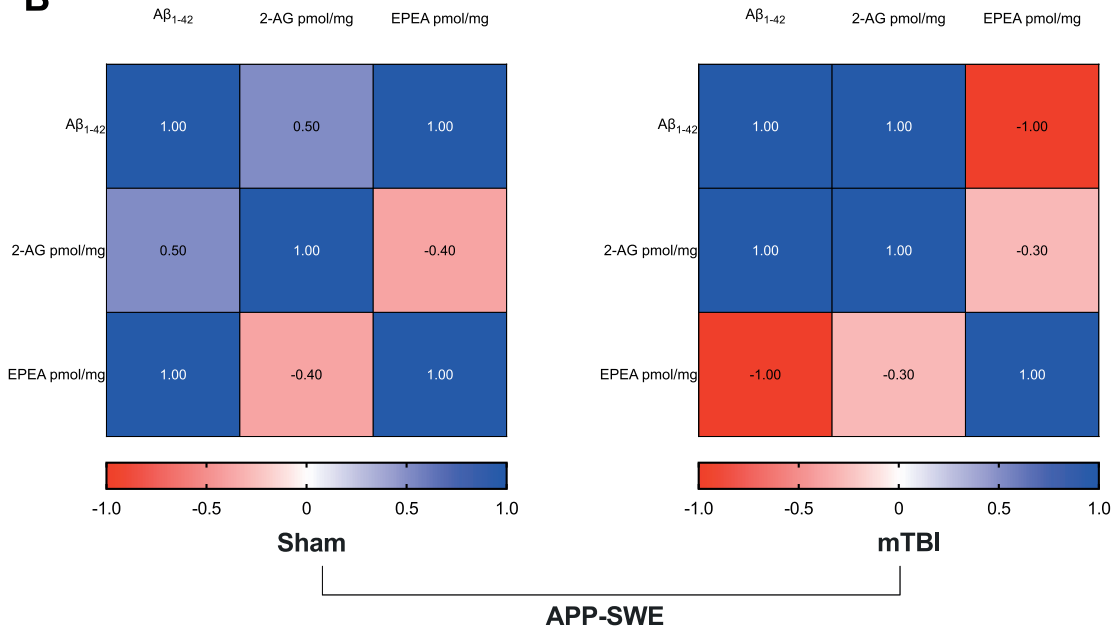 B
Aβ1-42 2-AG pmol/mg EPEA pmol/mg
Aβ1-42 1.00 0.50 1.00
2-AG pmol/mg 0.50 1.00 -0.40
EPEA pmol/mg 1.00 -0.40 1.00
-1.0 -0.5 0 0.5 1.0
Sham
Aβ1-42 2-AG pmol/mg EPEA pmol/mg
Aβ1-42 1.00 1.00 -1.00
2-AG pmol/mg 1.00 1.00 -0.30
EPEA pmol/mg -1.00 -0.30 1.00
-1.0 -0.5 0 0.5 1.0
mTBI
APP-SWE